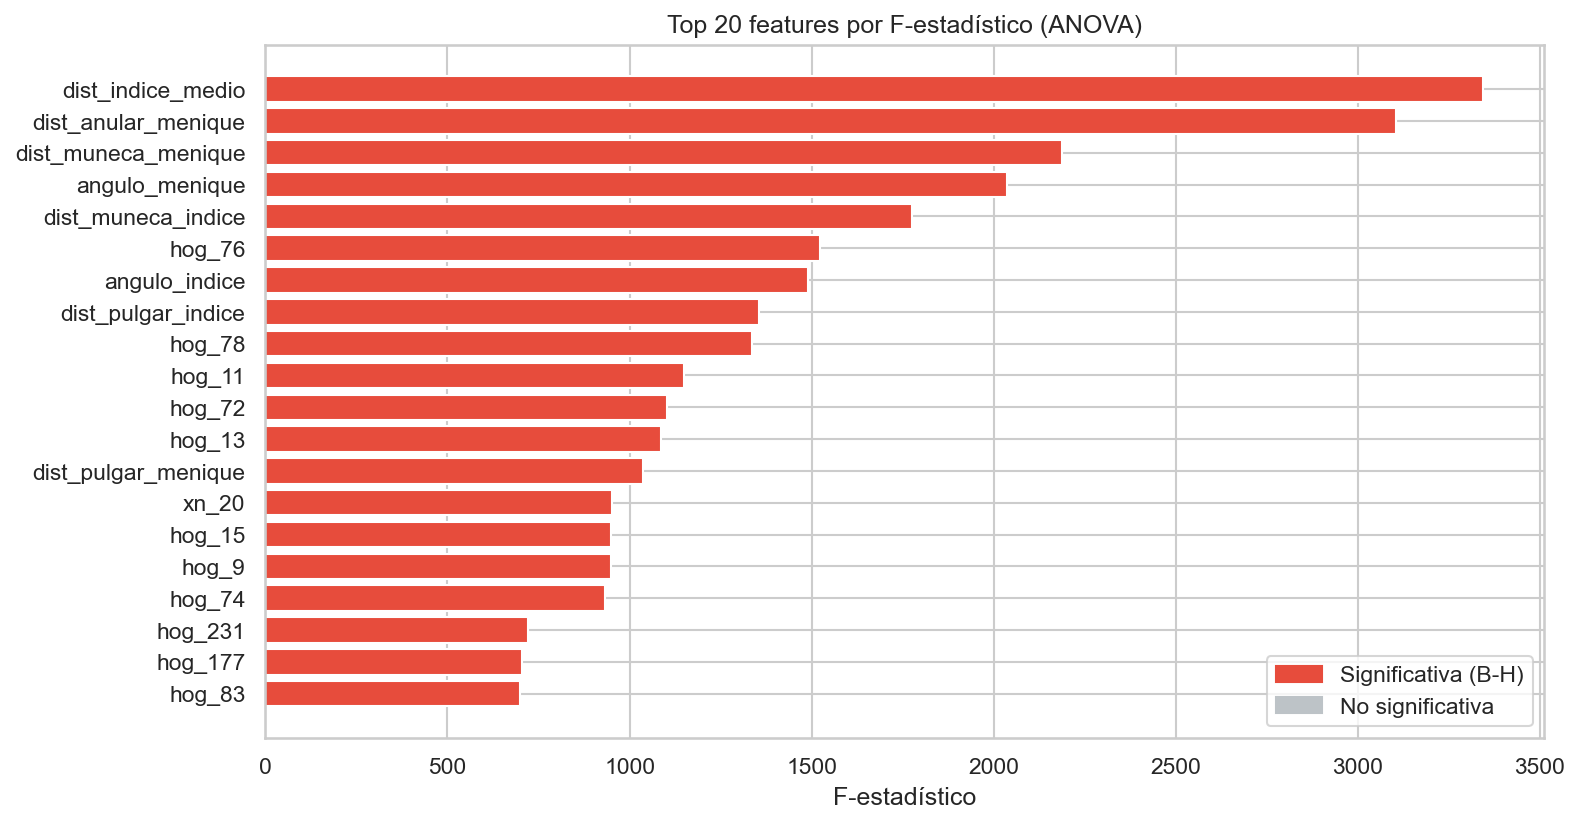 Top 20 features por F-estadístico (ANOVA)
dist_indice_medio
dist_anular_menique
dist_muneca_menique
angulo_menique
dist_muneca_indice
hog_76
angulo_indice
dist_pulgar_indice
hog_78
hog_11
hog_72
hog_13
dist_pulgar_menique
xn_20
hog_15
hog_9
hog_74
hog_231
hog_177
hog_83
Significativa (B-H)
No significativa
0 500 1000 1500 2000 2500 3000 3500
F-estadístico